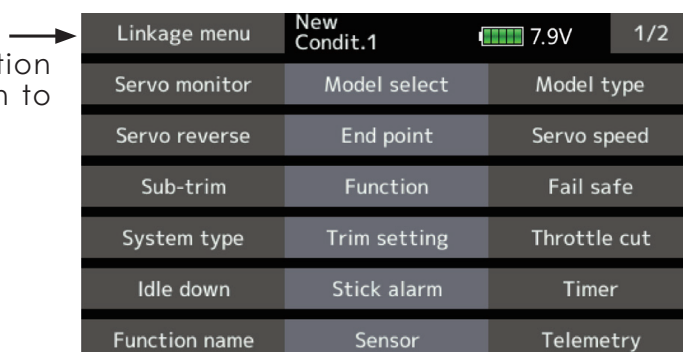 Linkage menu New Condit.1 7.9V 1/2
tion
n to
Servo monitor Model select Model type
Servo reverse End point Servo speed
Sub-trim Function Fail safe
System type Trim setting Throttle cut
Idle down Stick alarm Timer
Function name Sensor Telemetry